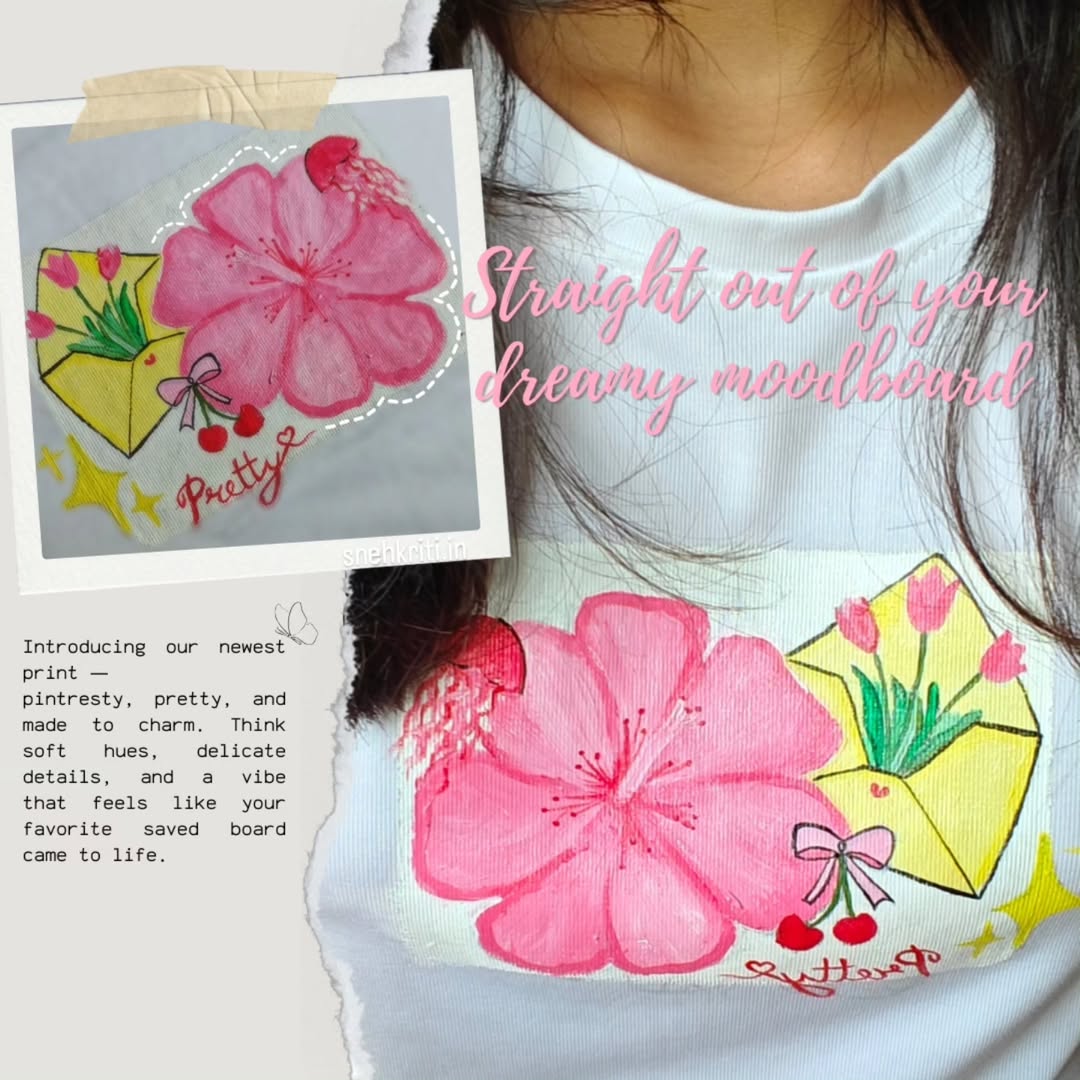 Straight out of your
dreamy moodboard
Pretty
snehkriti.in
Introducing our newest
print —
pintresty, pretty, and
made to charm. Think
soft hues, delicate
details, and a vibe
that feels like your
favorite saved board
came to life.
Pretty